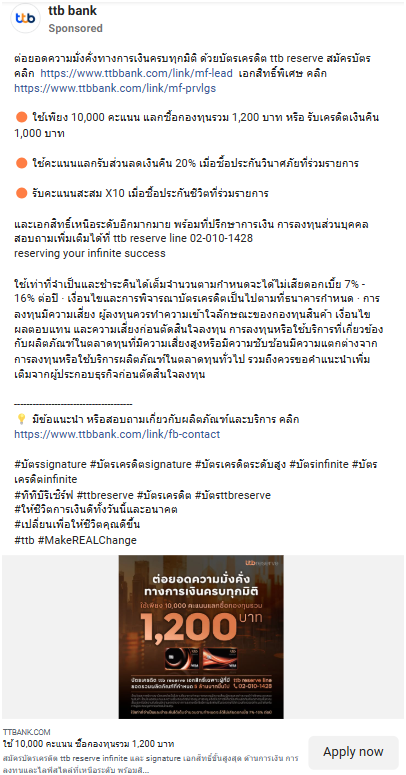 ttb bank
Sponsored
ต่อยอดความมั่งคั่งทางการเงินครบทุกมิติ ด้วยบัตรเครดิต ttb reserve สมัครบัตร
คลิก https://www.ttbbank.com/link/mf-lead เอกสิทธิ์พิเศษ คลิก
https://www.ttbbank.com/link/mf-prvlgs
🟠 ใช้เพียง 10,000 คะแนน แลกซื้อกองทุนรวม 1,200 บาท หรือ รับเครดิตเงินคืน
1,000 บาท
🟠 ใช้คะแนนแลกรับส่วนลดเงินคืน 20% เมื่อซื้อประกันวินาศภัยที่ร่วมรายการ
🟠 รับคะแนนสะสม X10 เมื่อซื้อประกันชีวิตที่ร่วมรายการ
และเอกสิทธิ์เหนือระดับอีกมากมาย พร้อมที่ปรึกษาการเงิน การลงทุนส่วนบุคคล
สอบถามเพิ่มเติมได้ที่ ttb reserve line 02-010-1428
reserving your infinite success
ใช้เท่าที่จำเป็นและชำระคืนได้เต็มจำนวนตามกำหนดจะได้ไม่เสียดอกเบี้ย 7% -
16% ต่อปี · เงื่อนไขและการพิจารณาบัตรเครดิตเป็นไปตามที่ธนาคารกำหนด · การ
ลงทุนมีความเสี่ยง ผู้ลงทุนควรทำความเข้าใจลักษณะของกองทุนสินค้า เงื่อนไข
ผลตอบแทน และความเสี่ยงก่อนตัดสินใจลงทุน การลงทุนหรือใช้บริการที่เกี่ยวข้อง
กับผลิตภัณฑ์ในตลาดทุนที่มีความเสี่ยงสูงหรือมีความซับซ้อนมีความแตกต่างจาก
การลงทุนหรือใช้บริการผลิตภัณฑ์ในตลาดทุนทั่วไป รวมถึงควรขอคำแนะนำเพิ่ม
เติมจากผู้ประกอบธุรกิจก่อนตัดสินใจลงทุน
------------------------------------
💡 มีข้อแนะนำ หรือสอบถามเกี่ยวกับผลิตภัณฑ์และบริการ คลิก
https://www.ttbbank.com/link/fb-contact
#บัตรsignature #บัตรเครดิตsignature #บัตรเครดิตระดับสูง #บัตรinfinite #บัตร
เครดิตinfinite
#ทีทีบีรีเซิร์ฟ #ttbreserve #บัตรเครดิต #บัตรttbreserve
#ให้ชีวิตการเงินดีทั้งวันนี้และอนาคต
#เปลี่ยนเพื่อให้ชีวิตคุณดีขึ้น
#ttb #MakeREALChange
ttb reserve
ต่อยอดความมั่งคั่ง
ทางการเงินครบทุกมิติ
ใช้เพียง 10,000 คะแนนแลกซื้อกองทุนรวม
1,200 บาท
บัตรเครดิต ttb reserve เอกสิทธิ์เฉพาะผู้ที่มี
ttb reserve line
02-010-1428
TTBBANK.COM
ใช้ 10,000 คะแนน ซื้อกองทุนรวม 1,200 บาท
สมัครบัตรเครดิต ttb reserve infinite และ signature เอกสิทธิ์ขั้นสูงสุด ด้านการเงิน การ
ลงทุนและไลฟ์สไตล์ที่เหนือระดับ พร้อมสิ...
Apply now